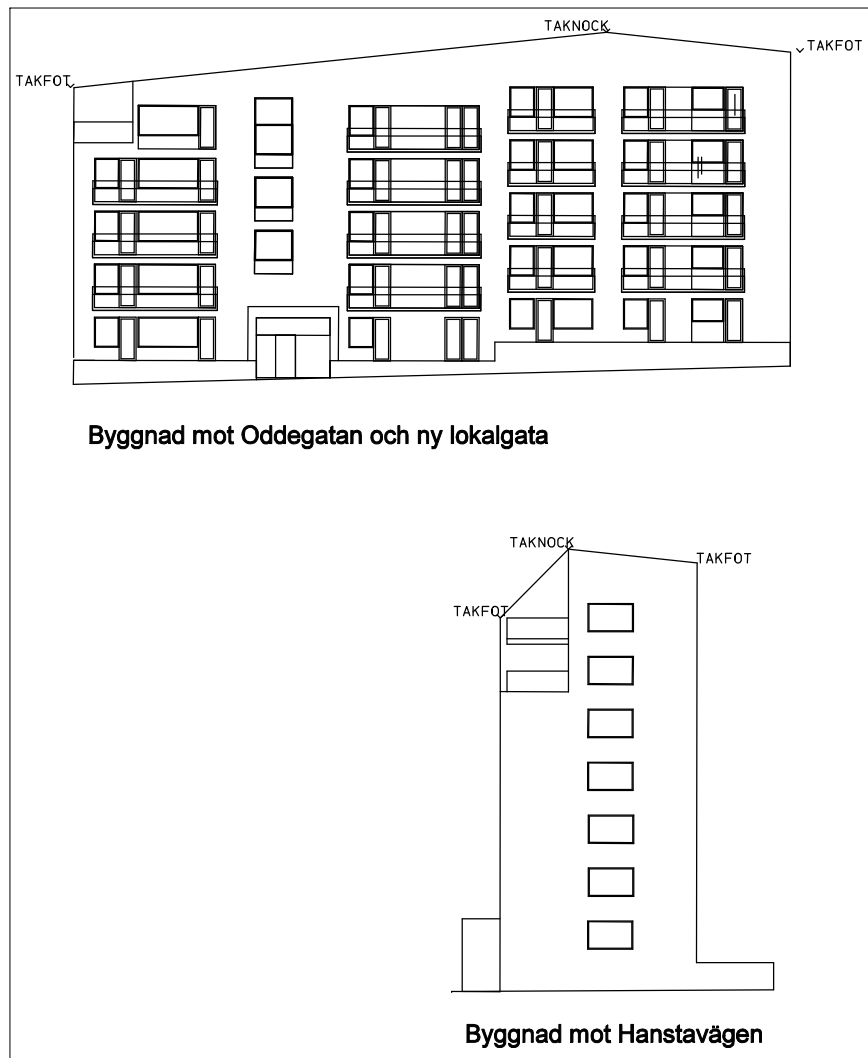 TAKNOCK
TAKFOT
TAKFOT
Byggnad mot Oddegatan och ny lokalgata
TAKNOCK
TAKFOT
TAKFOT
Byggnad mot Hanstavägen